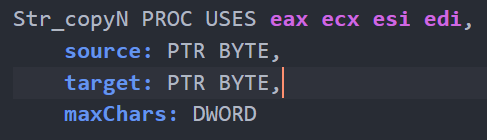 Str_copyN PROC USES eax ecx esi edi,
source: PTR BYTE,
target: PTR BYTE,
maxChars: DWORD